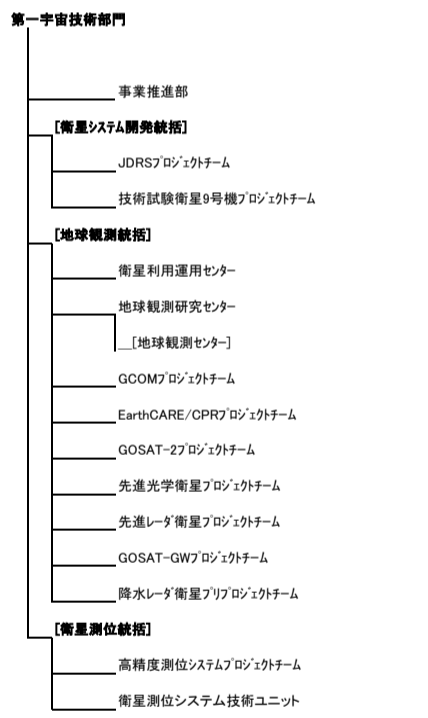 第一宇宙技術部門
事業推進部
[衛星ｼｽﾃﾑ開発統括]
JDRSﾌﾟﾛｼﾞｪｸﾄﾁｰﾑ
技術試験衛星9号機ﾌﾟﾛｼﾞｪｸﾄﾁｰﾑ
[地球観測統括]
衛星利用運用ｾﾝﾀｰ
地球観測研究ｾﾝﾀｰ
__[地球観測ｾﾝﾀｰ]
GCOMﾌﾟﾛｼﾞｪｸﾄﾁｰﾑ
EarthCARE/CPRﾌﾟﾛｼﾞｪｸﾄﾁｰﾑ
GOSAT-2ﾌﾟﾛｼﾞｪｸﾄﾁｰﾑ
先進光学衛星ﾌﾟﾛｼﾞｪｸﾄﾁｰﾑ
先進ﾚｰﾀﾞ衛星ﾌﾟﾛｼﾞｪｸﾄﾁｰﾑ
GOSAT-GWﾌﾟﾛｼﾞｪｸﾄﾁｰﾑ
降水ﾚｰﾀﾞ衛星ﾌﾟﾘﾌﾟﾛｼﾞｪｸﾄﾁｰﾑ
[衛星測位統括]
高精度測位ｼｽﾃﾑﾌﾟﾛｼﾞｪｸﾄﾁｰﾑ
衛星測位システム技術ユニット